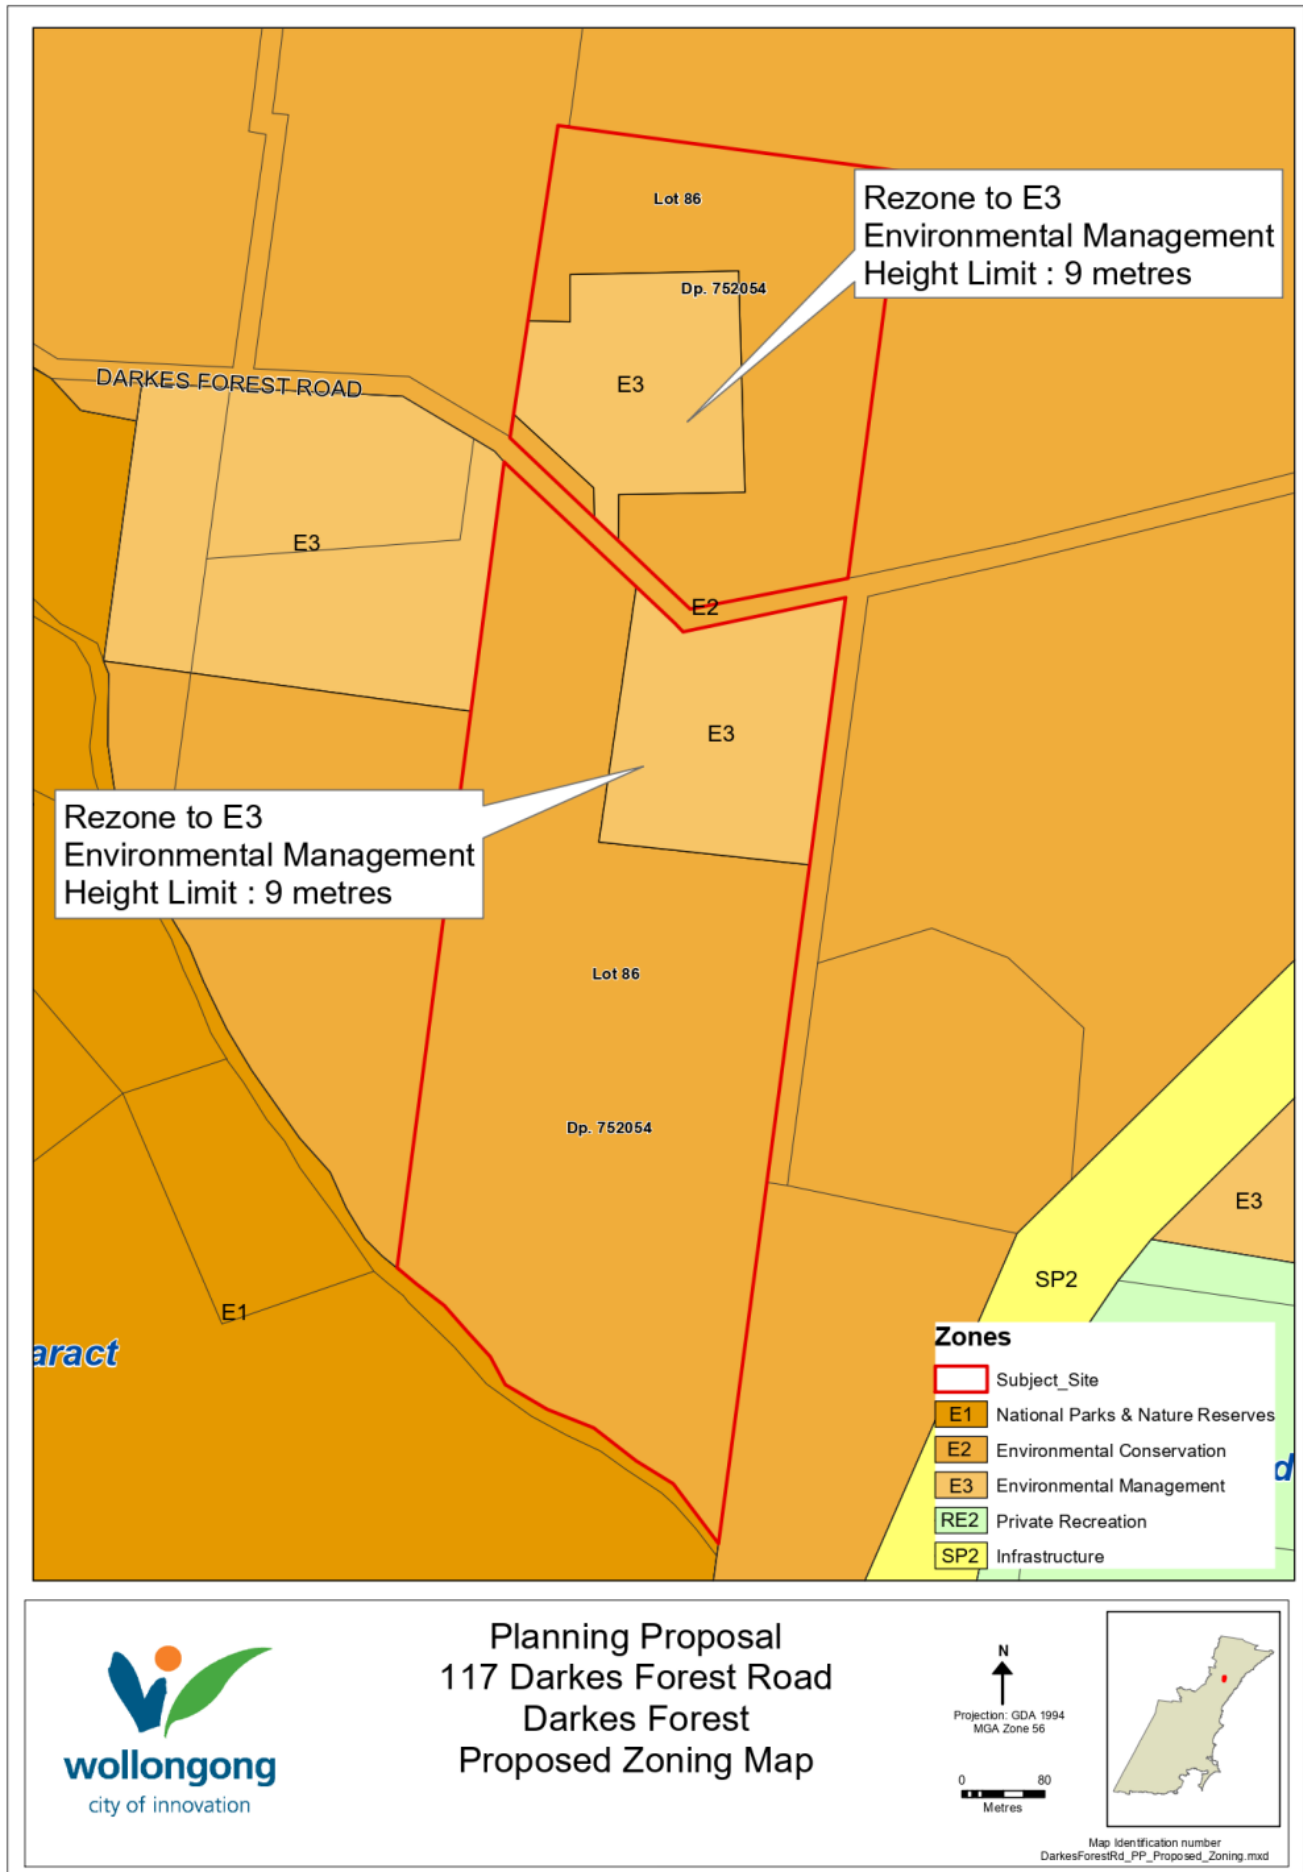 Lot 86
Rezone to E3
Environmental Management
Height Limit : 9 metres
Dp. 752054
E3
DARKES FOREST ROAD
E3
E2
E3
Rezone to E3
Environmental Management
Height Limit : 9 metres
Lot 86
Dp. 752054
E3
SP2
E1
aract
d
Zones
Subject_Site
E1 National Parks & Nature Reserves
E2 Environmental Conservation
E3 Environmental Management
RE2 Private Recreation
SP2 Infrastructure
wollongong
city of innovation
Planning Proposal
117 Darkes Forest Road
Darkes Forest
Proposed Zoning Map
N
Projection: GDA 1994
MGA Zone 56
0 80
Metres
Map Identification number
DarkesForestRd_PP_Proposed_Zoning.mxd